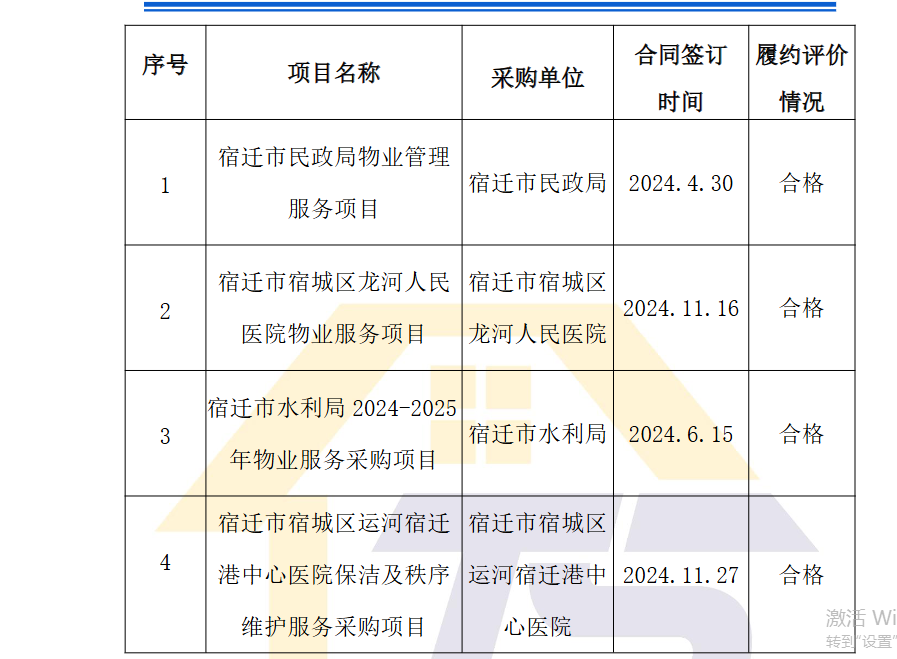 序号 项目名称 采购单位 合同签订时间 履约评价情况
1 宿迁市民政局物业管理服务项目 宿迁市民政局 2024.4.30 合格
2 宿迁市宿城区龙河人民医院物业服务项目 宿迁市宿城区龙河人民医院 2024.11.16 合格
3 宿迁市水利局 2024-2025年物业服务采购项目 宿迁市水利局 2024.6.15 合格
4 宿迁市宿城区运河宿迁港中心医院保洁及秩序维护服务采购项目 宿迁市宿城区运河宿迁港中心医院 2024.11.27 合格
激活 Wi
转到"设置"